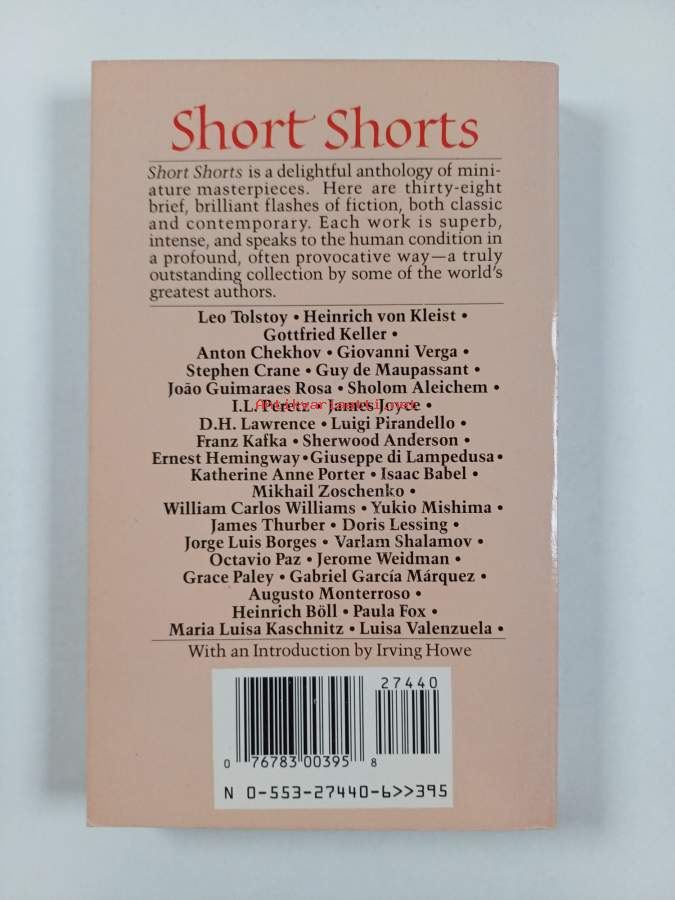 Short Shorts
Short Shorts is a delightful anthology of mini-
ature masterpieces. Here are thirty-eight
brief, brilliant flashes of fiction, both classic
and contemporary. Each work is superb,
intense, and speaks to the human condition in
a profound, often provocative way—a truly
outstanding collection by some of the world's
greatest authors.
Leo Tolstoy • Heinrich von Kleist •
Gottfried Keller •
Anton Chekhov • Giovanni Verga •
Stephen Crane • Guy de Maupassant •
João Guimaraes Rosa • Sholom Aleichem •
I.L. Peretz • James Joyce •
Antikvariaatti.net
D.H. Lawrence • Luigi Pirandello •
Franz Kafka • Sherwood Anderson •
Ernest Hemingway • Giuseppe di Lampedusa •
Katherine Anne Porter • Isaac Babel •
Mikhail Zoschenko •
William Carlos Williams • Yukio Mishima •
James Thurber • Doris Lessing •
Jorge Luis Borges • Varlam Shalamov •
Octavio Paz • Jerome Weidman •
Grace Paley • Gabriel García Márquez •
Augusto Monterroso •
Heinrich Böll • Paula Fox •
Maria Luisa Kaschnitz • Luisa Valenzuela •
With an Introduction by Irving Howe
27440
0 76783 00395 8
N 0-553-27440-6>>395